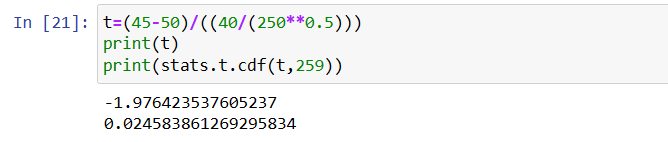 In [21]: t=(45-50)/((40/(250**0.5)))
print(t)
print(stats.t.cdf(t,259))
-1.976423537605237
0.024583861269295834